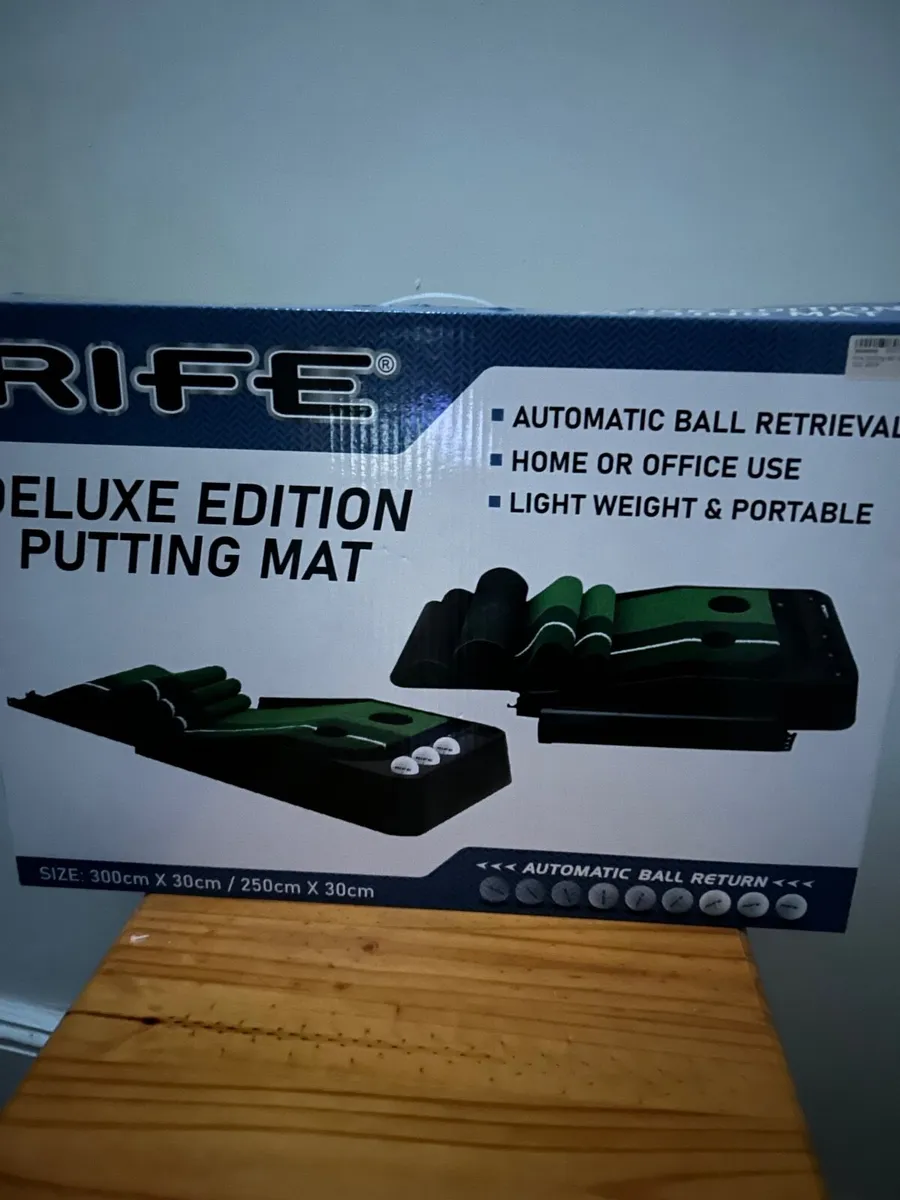 RIFE®
DELUXE EDITION
PUTTING MAT
AUTOMATIC BALL RETRIEVAL
HOME OR OFFICE USE
LIGHT WEIGHT & PORTABLE
SIZE: 300cm X 30cm / 250cm X 30cm
<<< AUTOMATIC BALL RETURN <<<